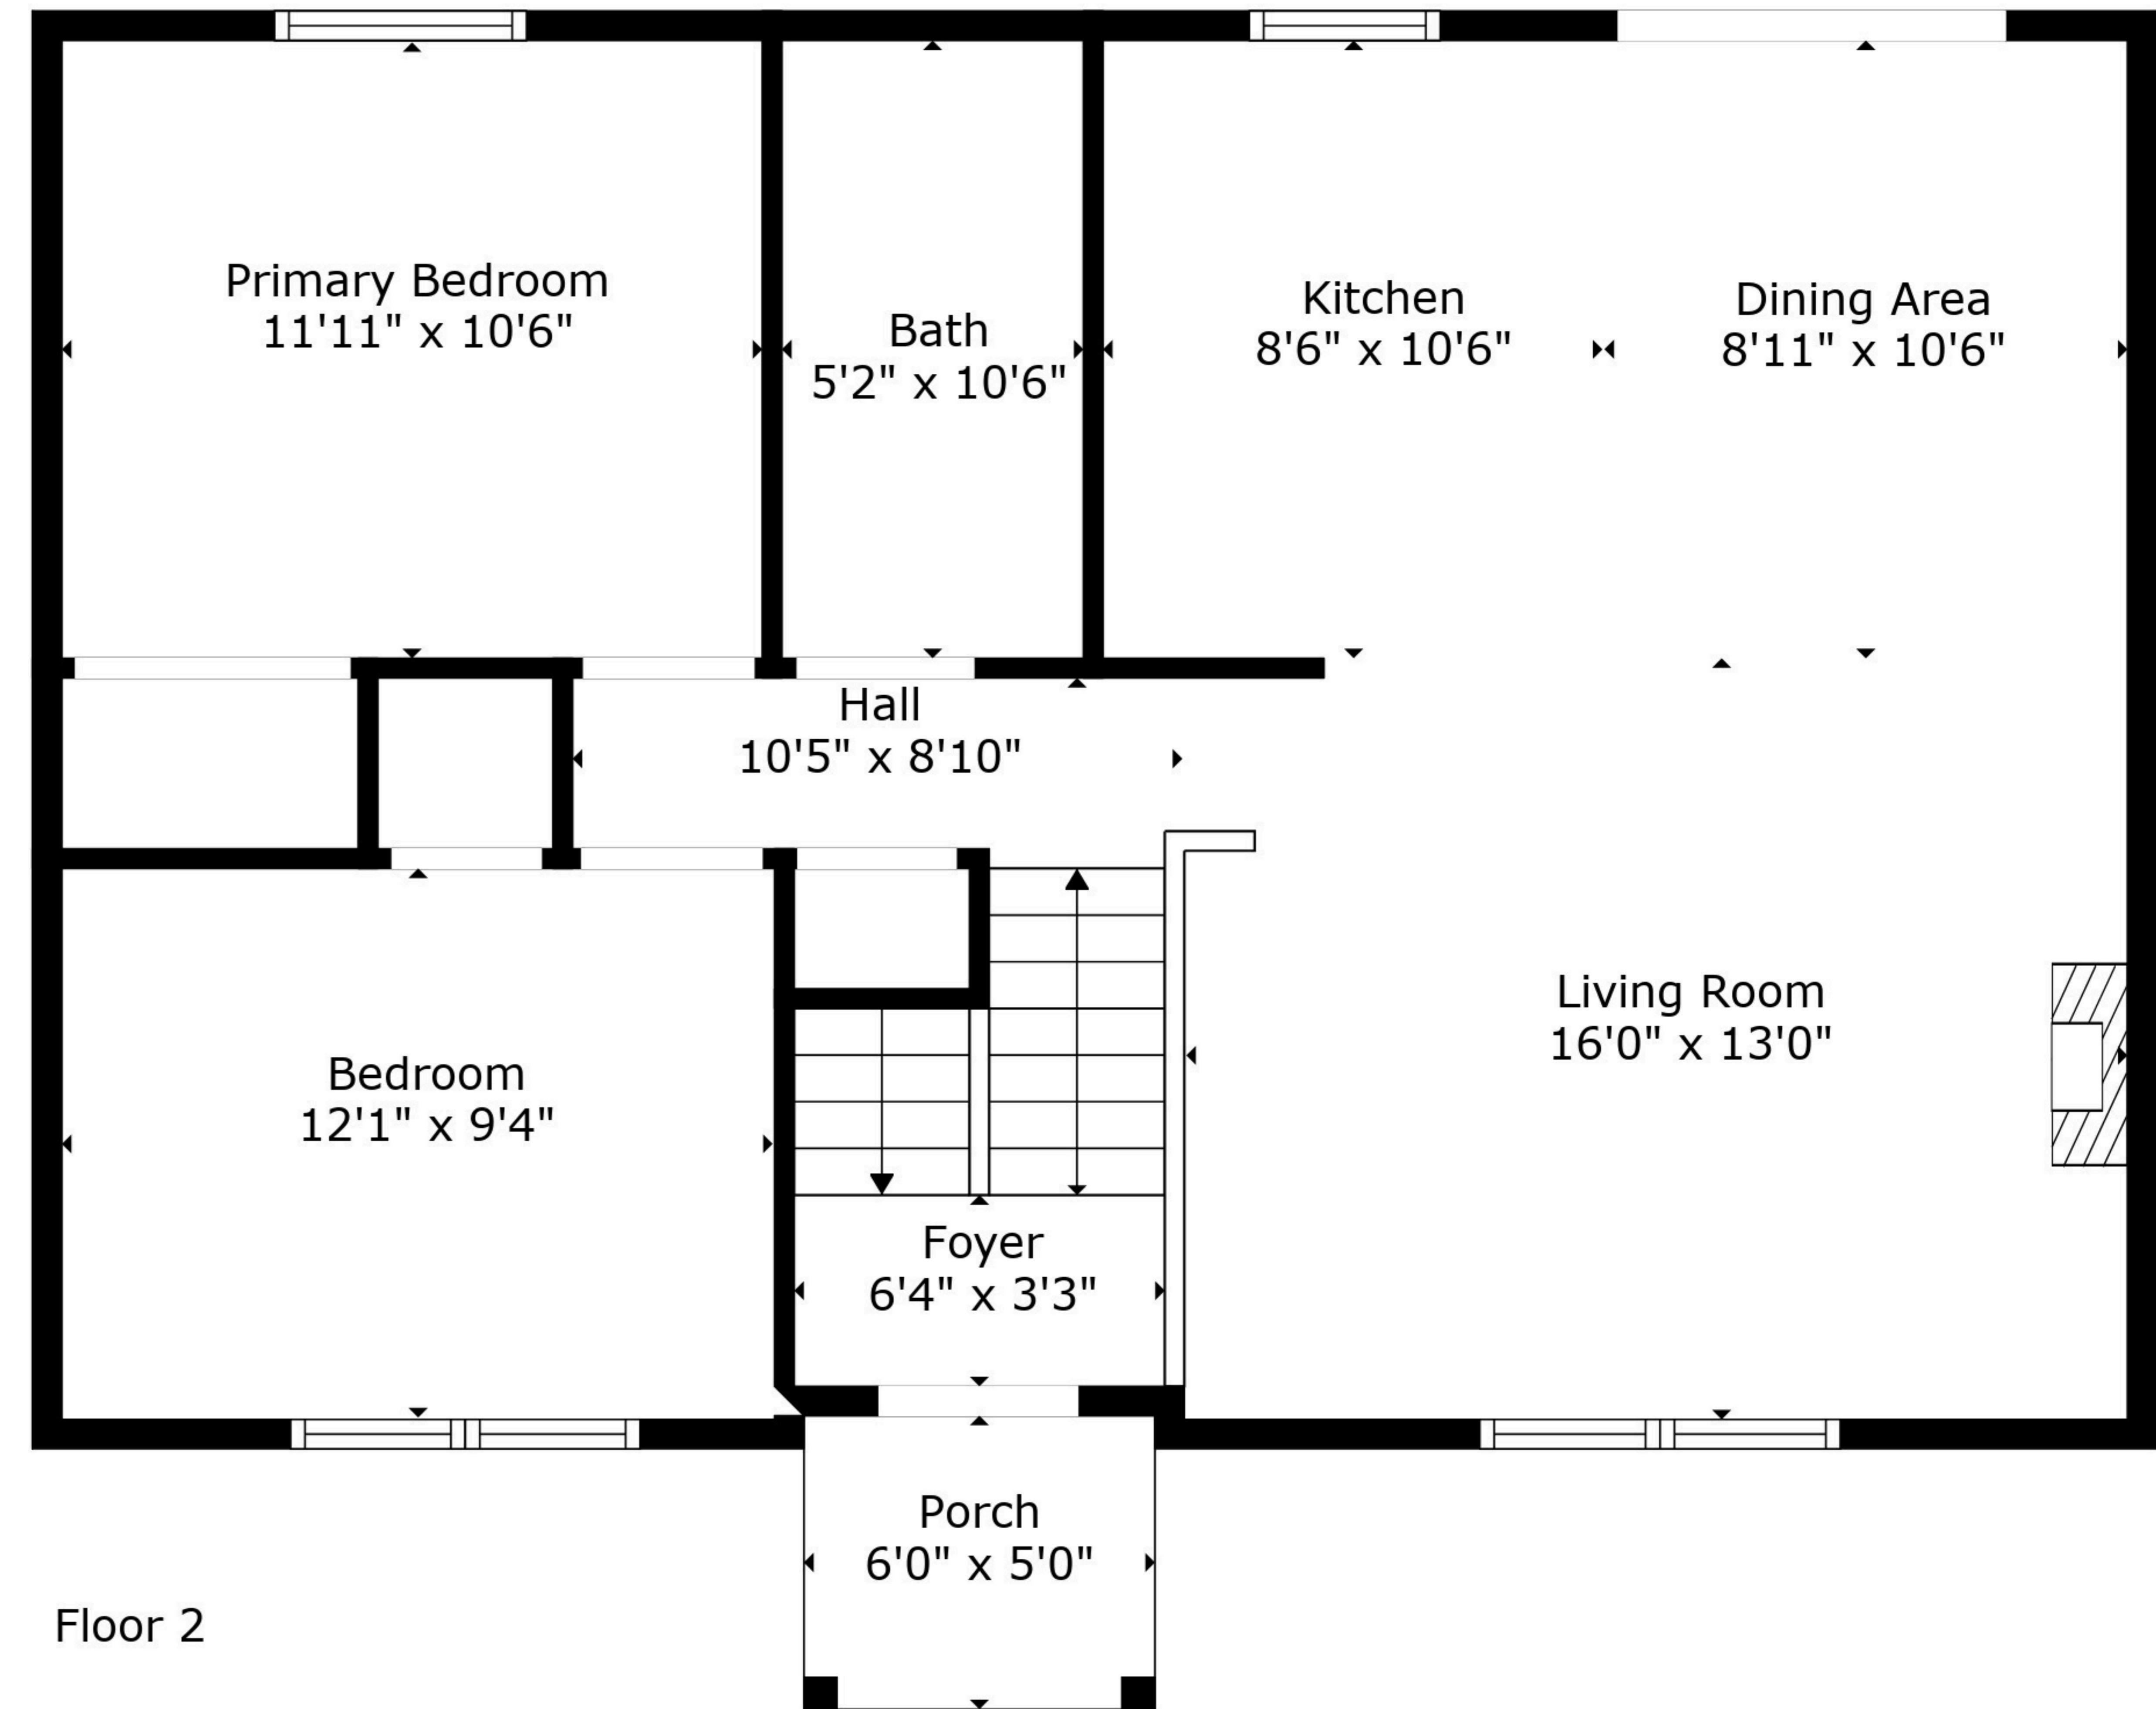 Primary Bedroom
11'11" x 10'6"
Bath
5'2" x 10'6"
Kitchen
8'6" x 10'6"
Dining Area
8'11" x 10'6"
Hall
10'5" x 8'10"
Living Room
16'0" x 13'0"
Bedroom
12'1" x 9'4"
Foyer
6'4" x 3'3"
Porch
6'0" x 5'0"
Floor 2